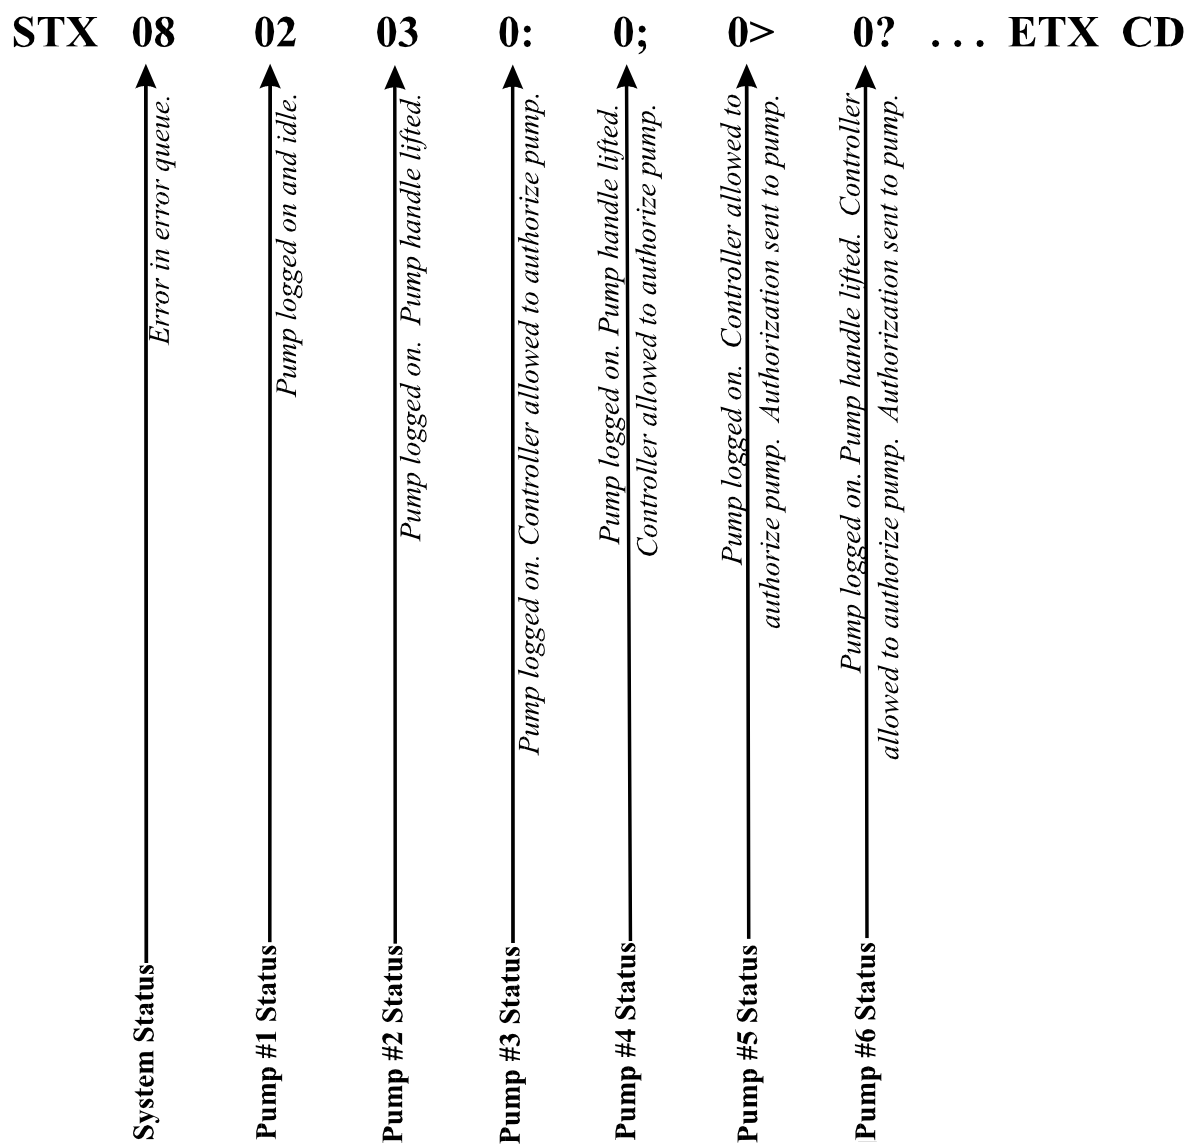 STX 08 02 03 0: 0; 0> 0? . . . ETX CD
Error in error queue.
Pump logged on and idle.
Pump logged on. Pump handle lifted.
Pump logged on. Controller allowed to authorize pump.
Pump logged on. Pump handle lifted.
Controller allowed to authorize pump.
Pump logged on. Controller allowed to
authorize pump. Authorization sent to pump.
Pump logged on. Pump handle lifted. Controller
allowed to authorize pump. Authorization sent to pump.
System Status
Pump #1 Status
Pump #2 Status
Pump #3 Status
Pump #4 Status
Pump #5 Status
Pump #6 Status